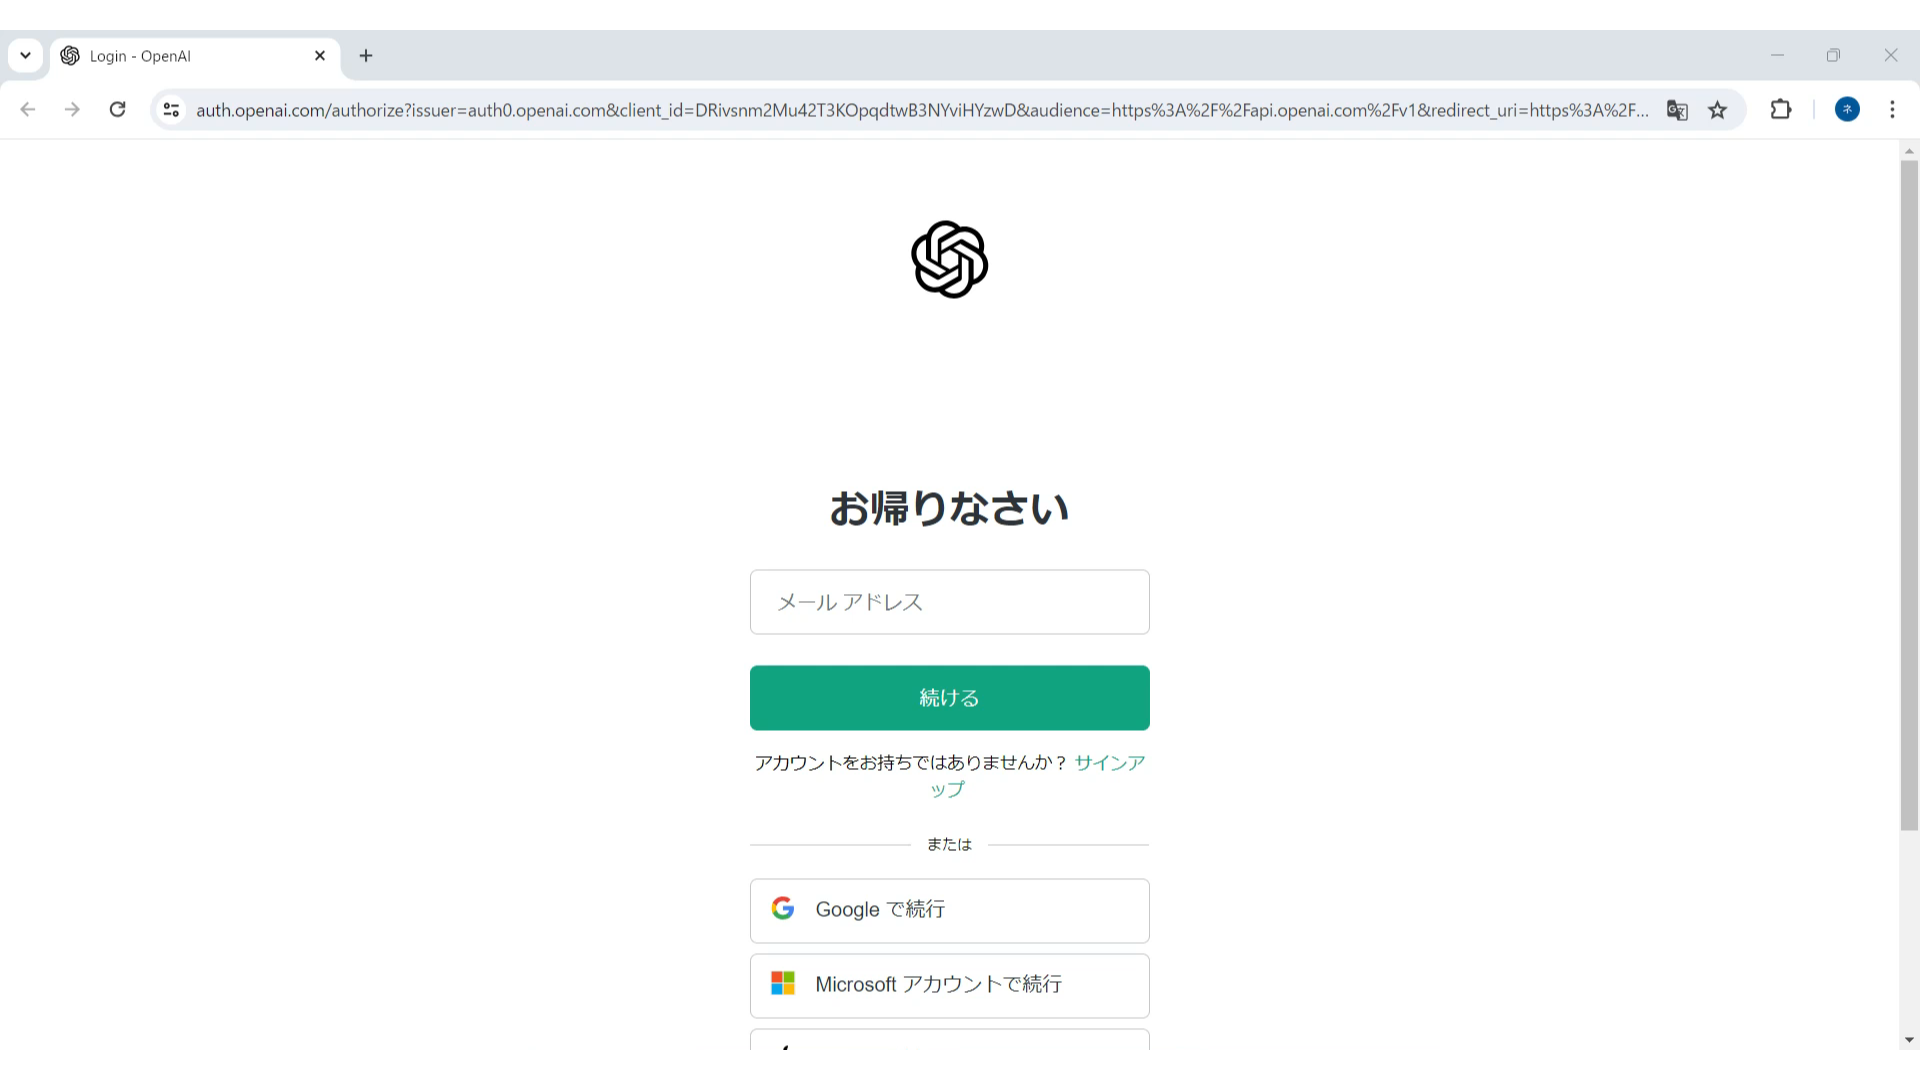 Login - OpenAI
auth.openai.com/authorize?issuer=auth0.openai.com&client_id=DRivsnm2Mu42T3KOpqdtwB3NYviHYzwD&audience=https%3A%2F%2Fapi.openai.com%2Fv1&redirect_uri=https%3A%2F...
ネ
お帰りなさい
メール アドレス
続ける
アカウントをお持ちではありませんか? サインア
ップ
または
Google で続行
Microsoft アカウントで続行